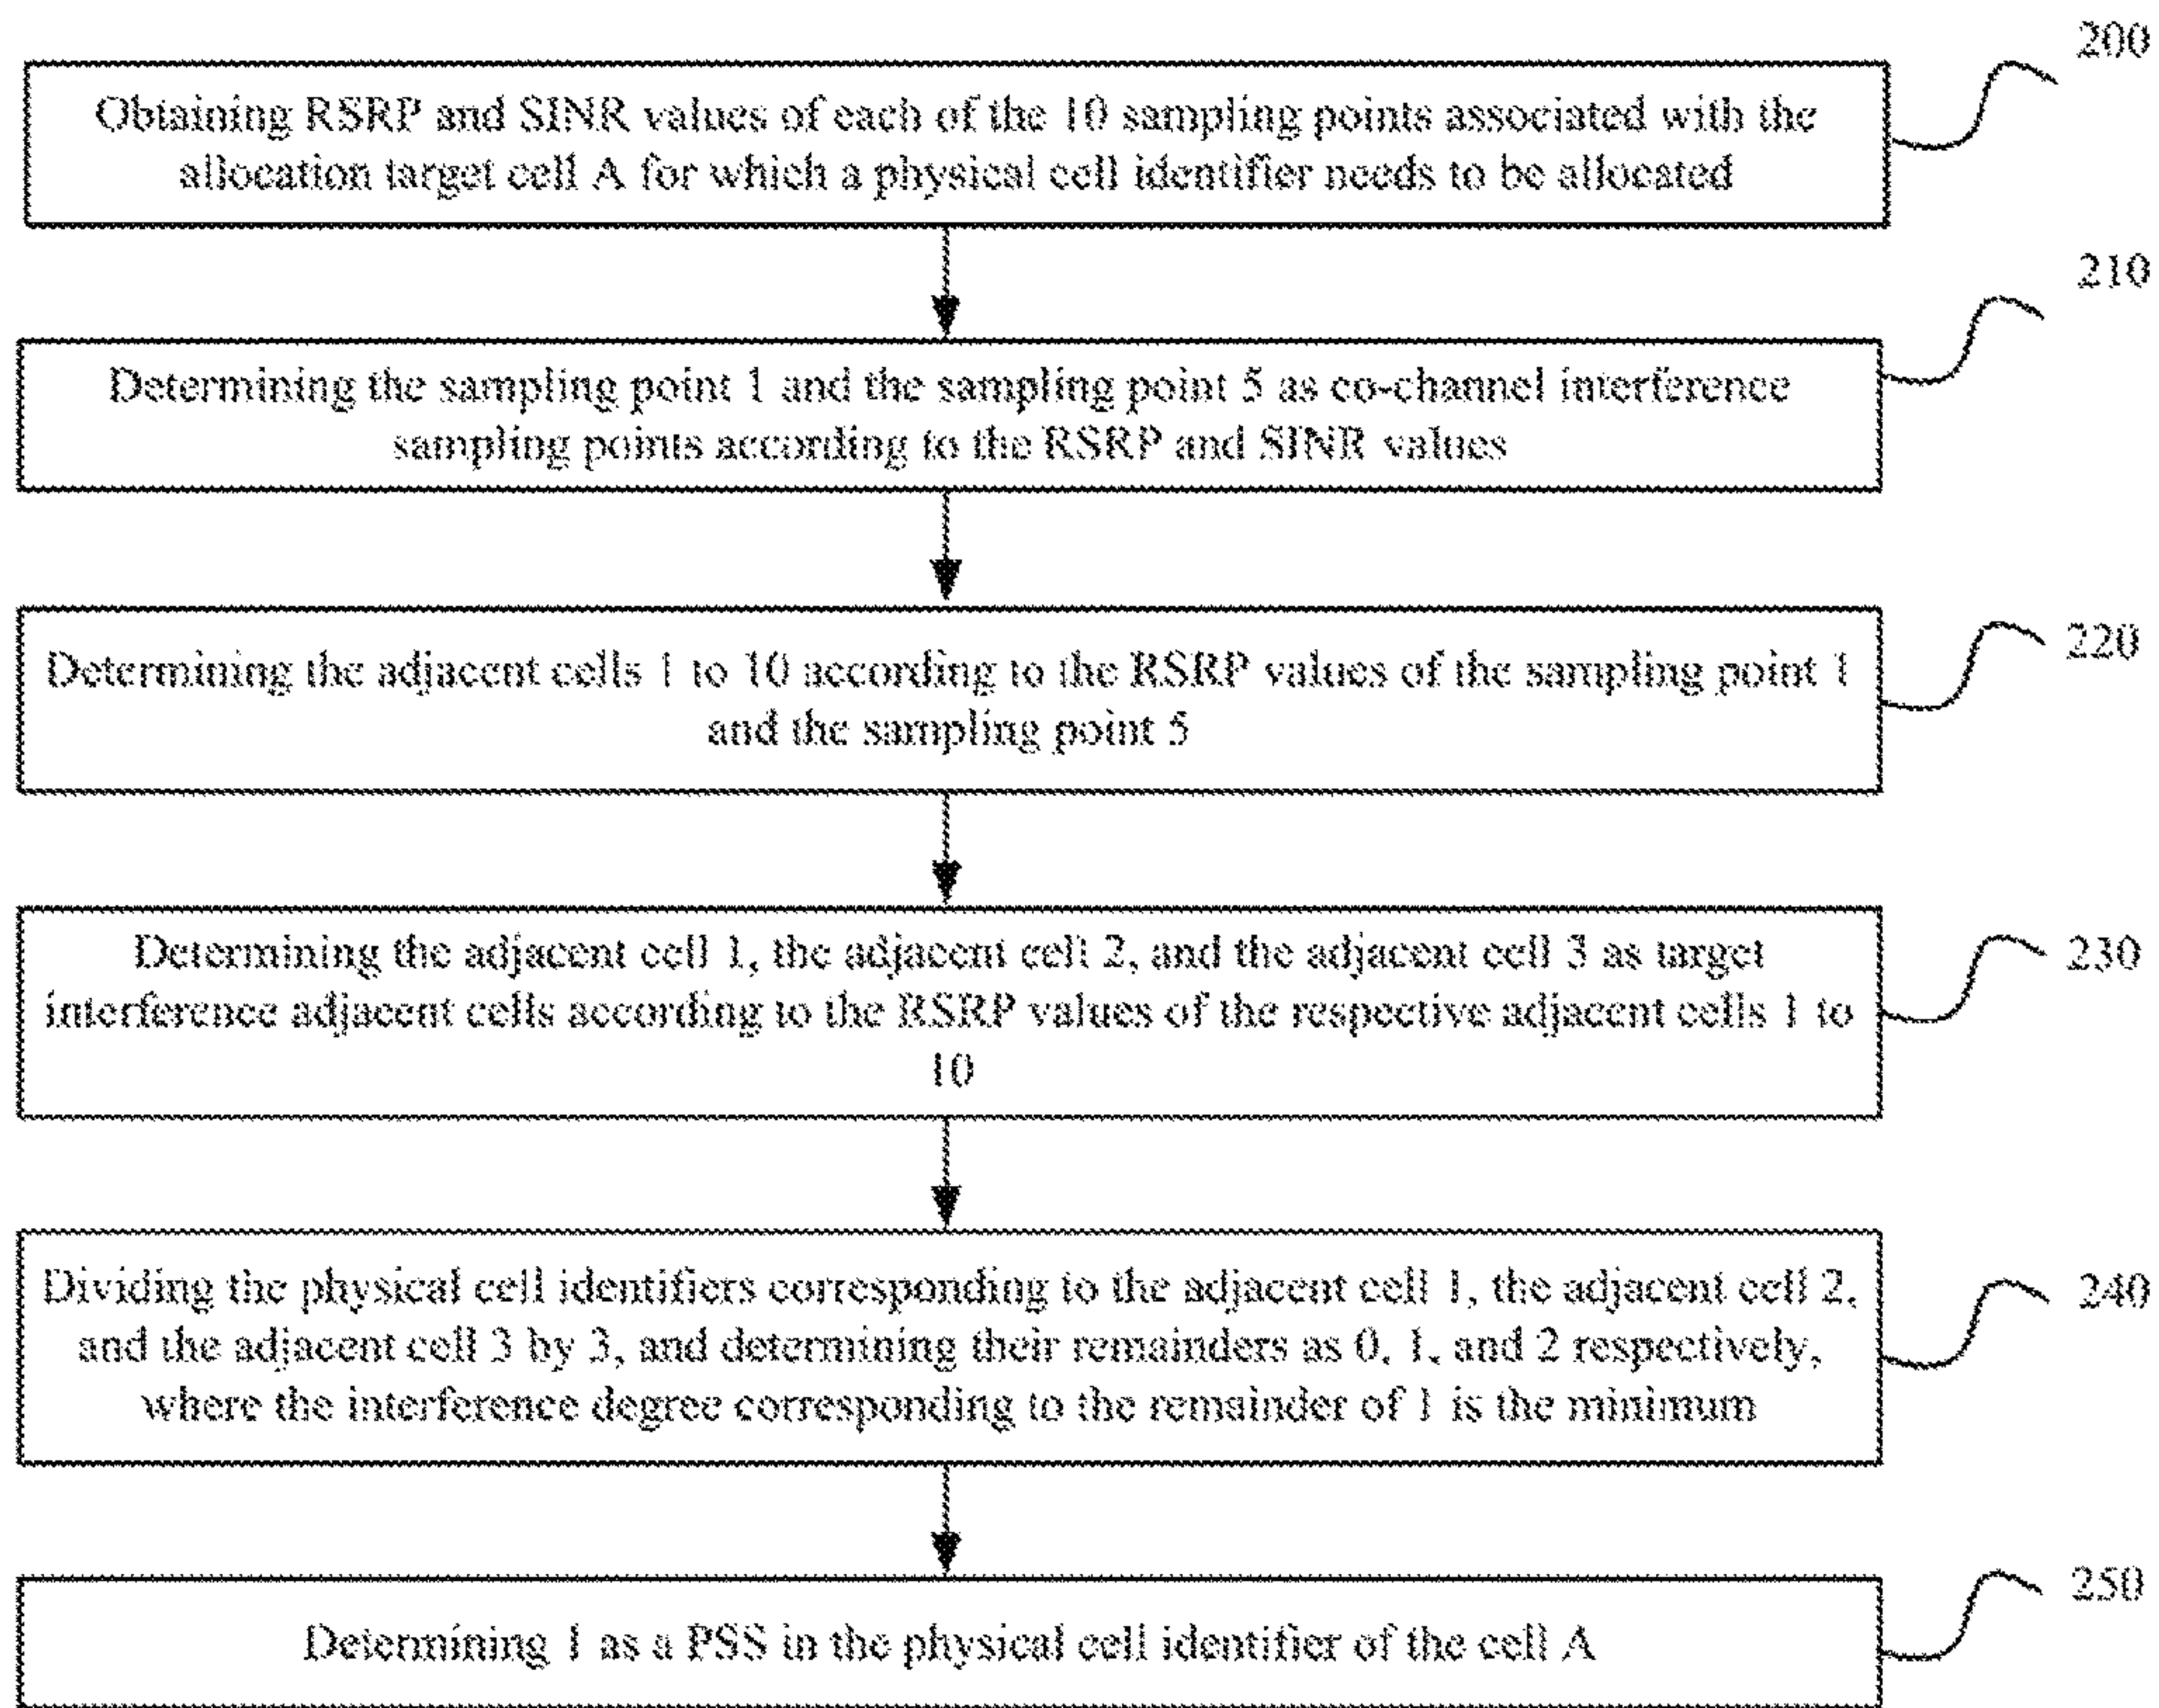 200
Obtaining RSRP and SINR values of each of the 10 sampling points associated with the
allocation target cell A for which a physical cell identifier needs to be allocated
210
Determining the sampling point 1 and the sampling point 5 as co-channel interference
sampling points according to the RSRP and SINR values
220
Determining the adjacent cells 1 to 10 according to the RSRP values of the sampling point 1
and the sampling point 5
230
Determining the adjacent cell 1, the adjacent cell 2, and the adjacent cell 3 as target
interference adjacent cells according to the RSRP values of the respective adjacent cells 1 to
10
240
Dividing the physical cell identifiers corresponding to the adjacent cell 1, the adjacent cell 2,
and the adjacent cell 3 by 3, and determining their remainders as 0, 1, and 2 respectively,
where the interference degree corresponding to the remainder of 1 is the minimum
250
Determining 1 as a PSS in the physical cell identifier of the cell A